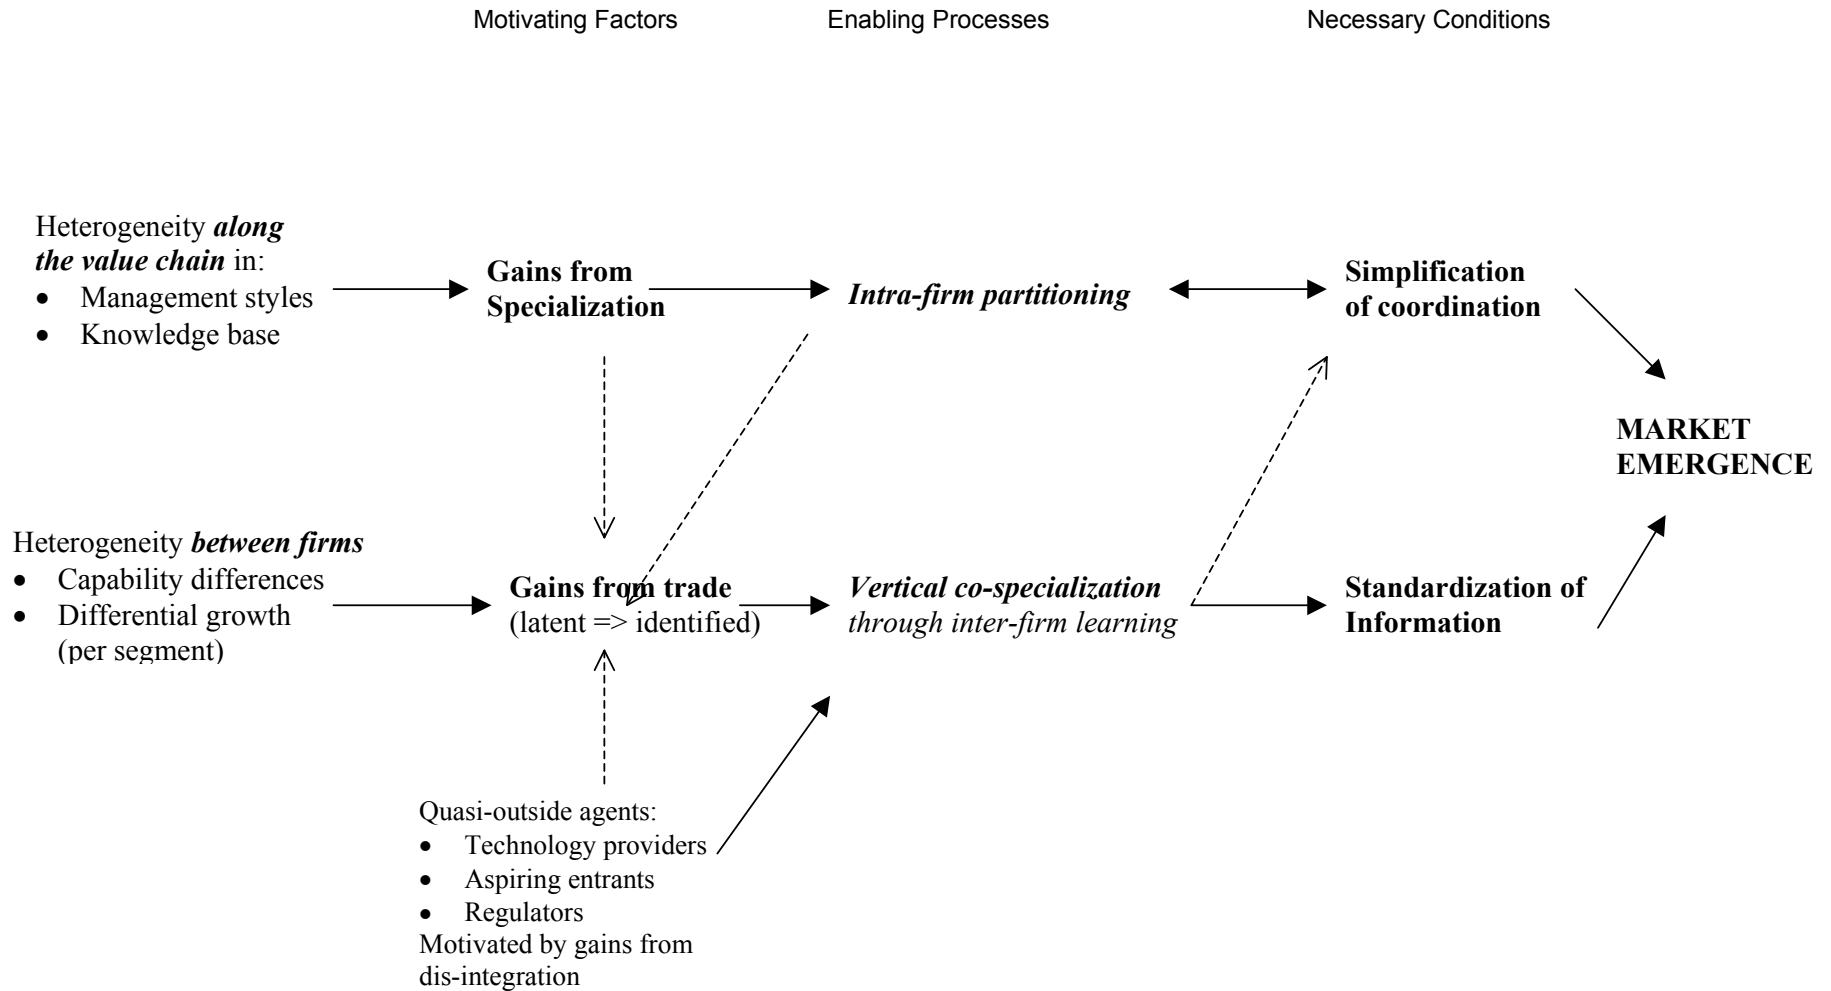 Motivating Factors
Enabling Processes
Necessary Conditions
Heterogeneity along
the value chain in:
• Management styles
• Knowledge base
Gains from
Specialization
Intra-firm partitioning
Simplification
of coordination
MARKET
EMERGENCE
Heterogeneity between firms
• Capability differences
• Differential growth
(per segment)
Gains from trade
(latent => identified)
Vertical co-specialization
through inter-firm learning
Standardization of
Information
Quasi-outside agents:
• Technology providers
• Aspiring entrants
• Regulators
Motivated by gains from
dis-integration